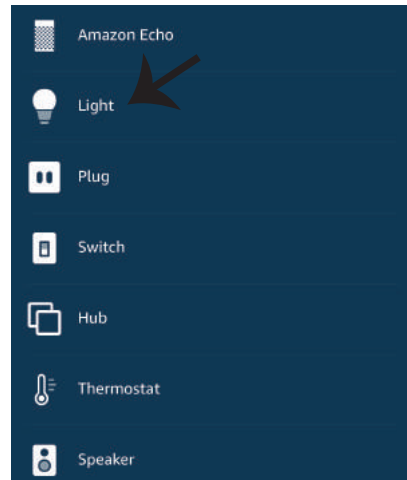 Amazon Echo
Light
Plug
Switch
Hub
Thermostat
Speaker